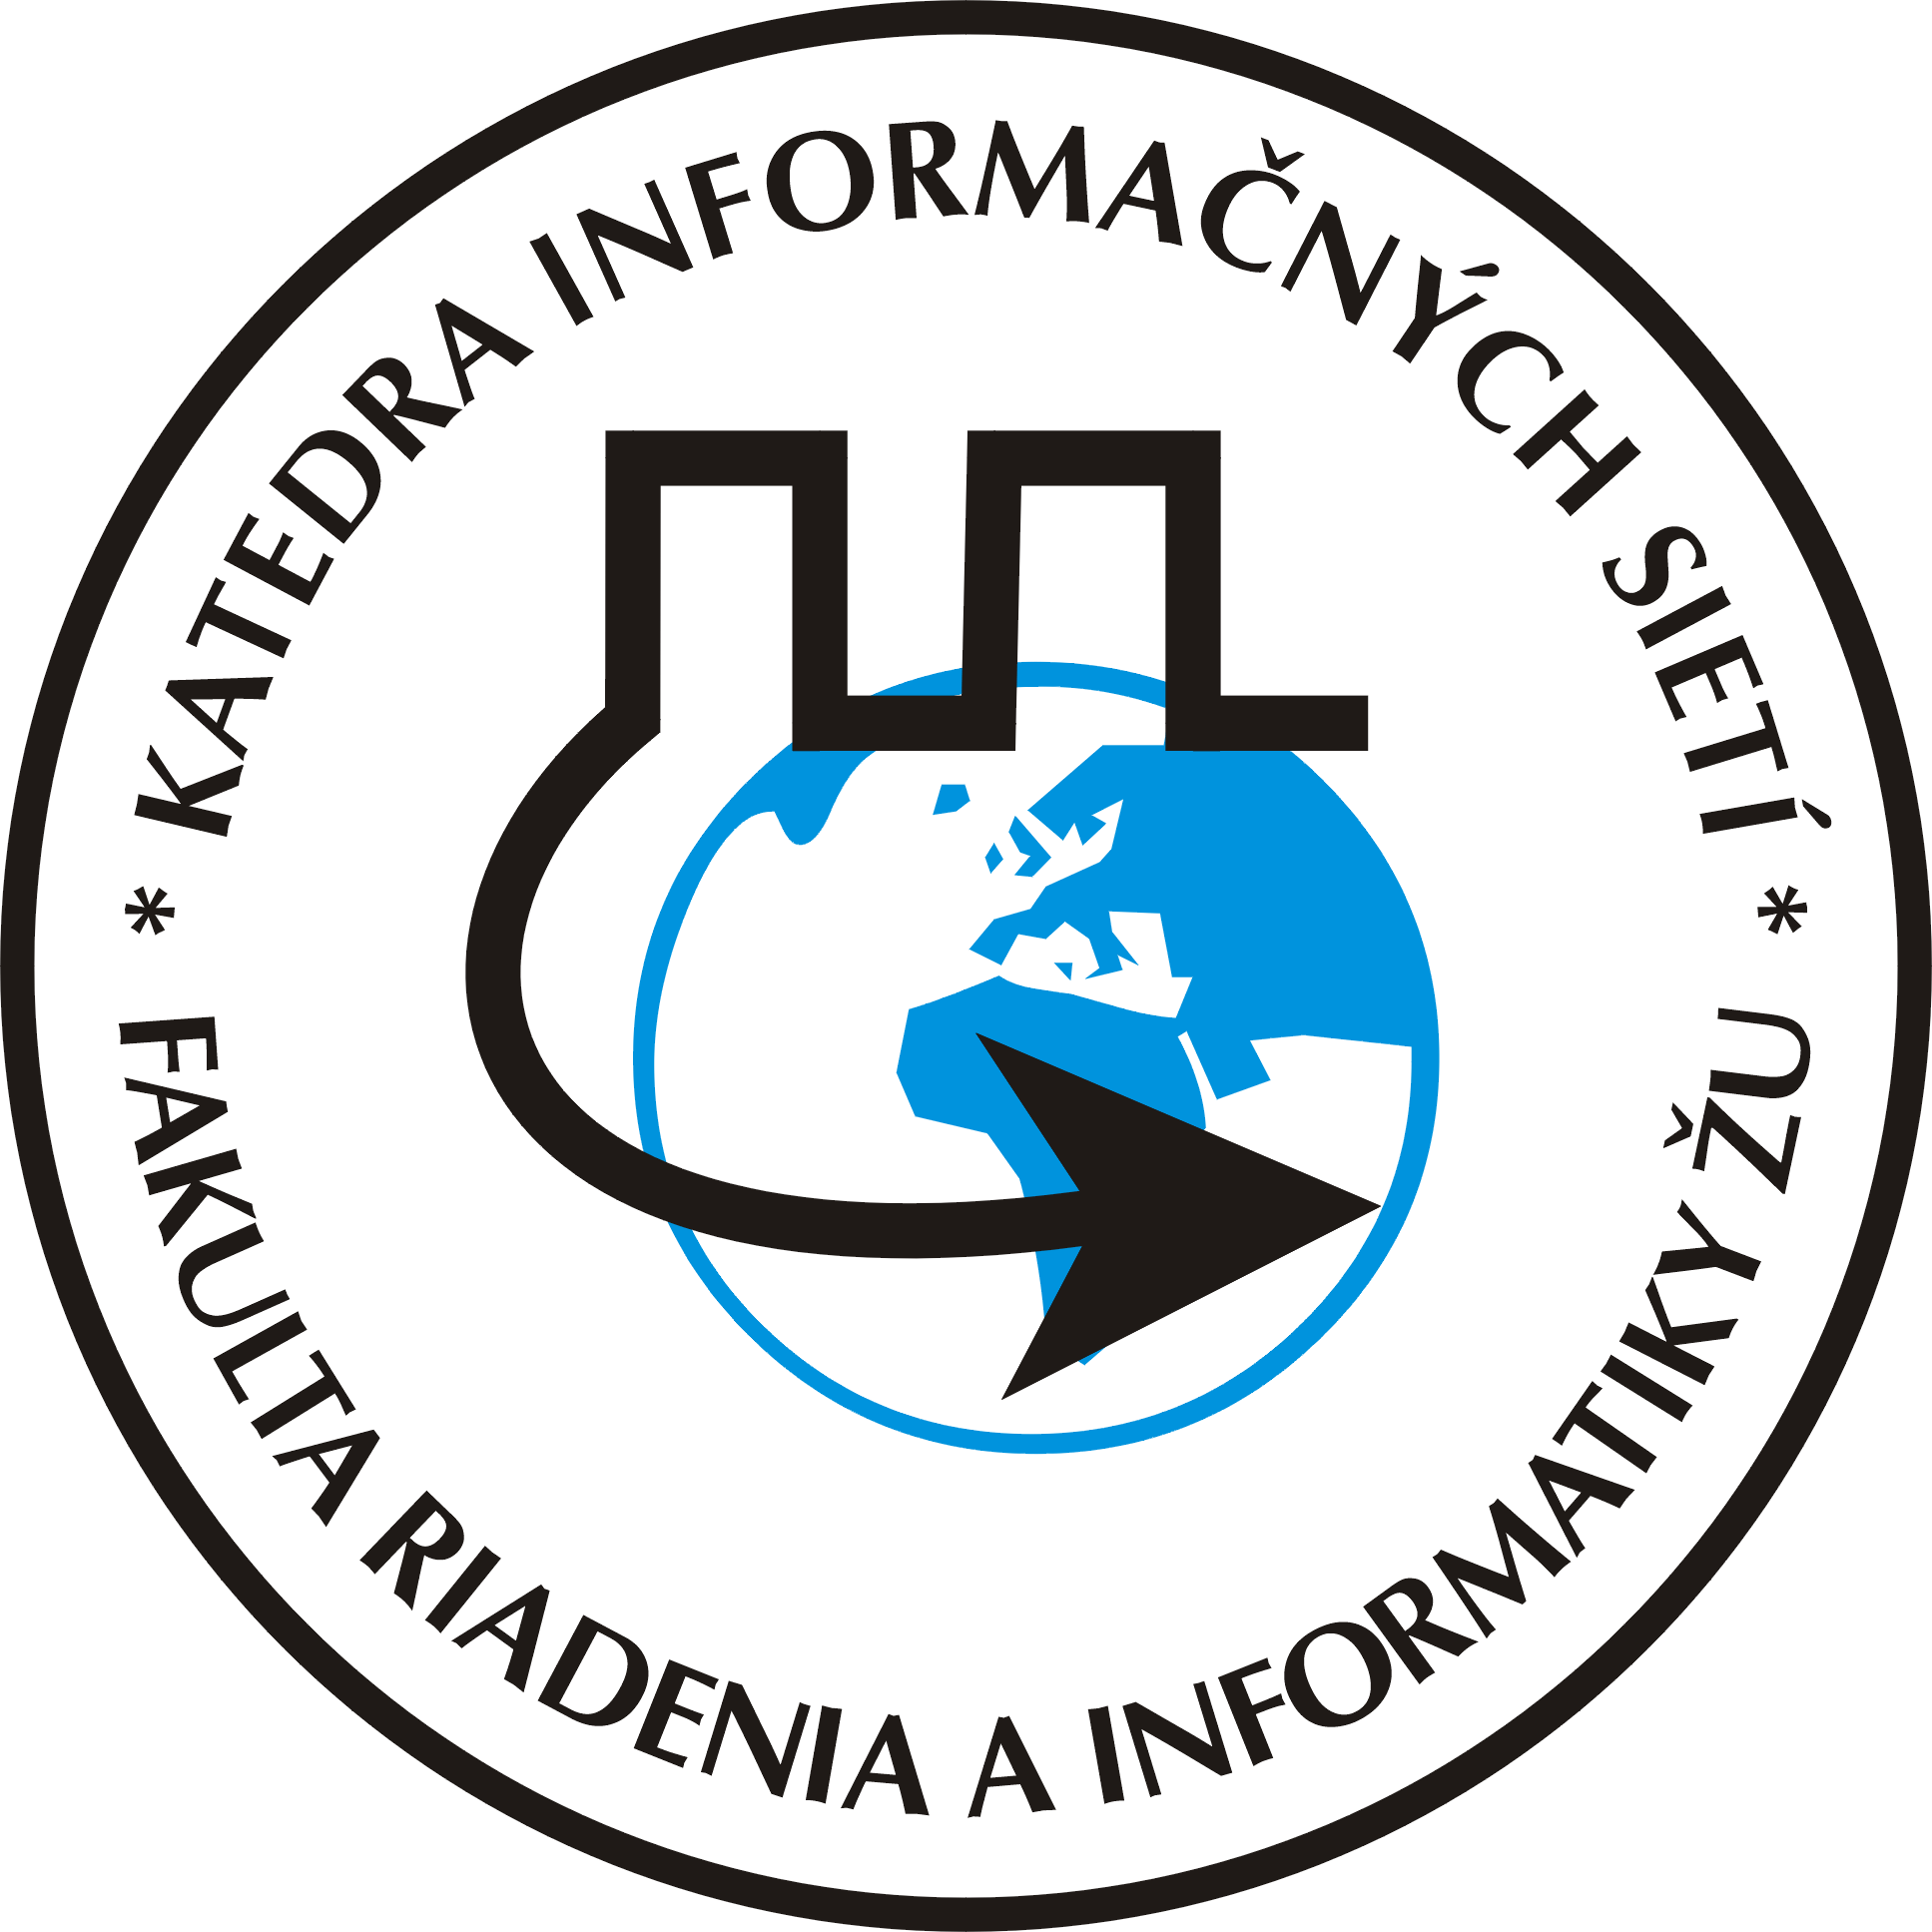 KATEDRA INFORMAČNÝCH SIETÍ
* FAKULTA RIADENIA A INFORMATIKY ŽU *